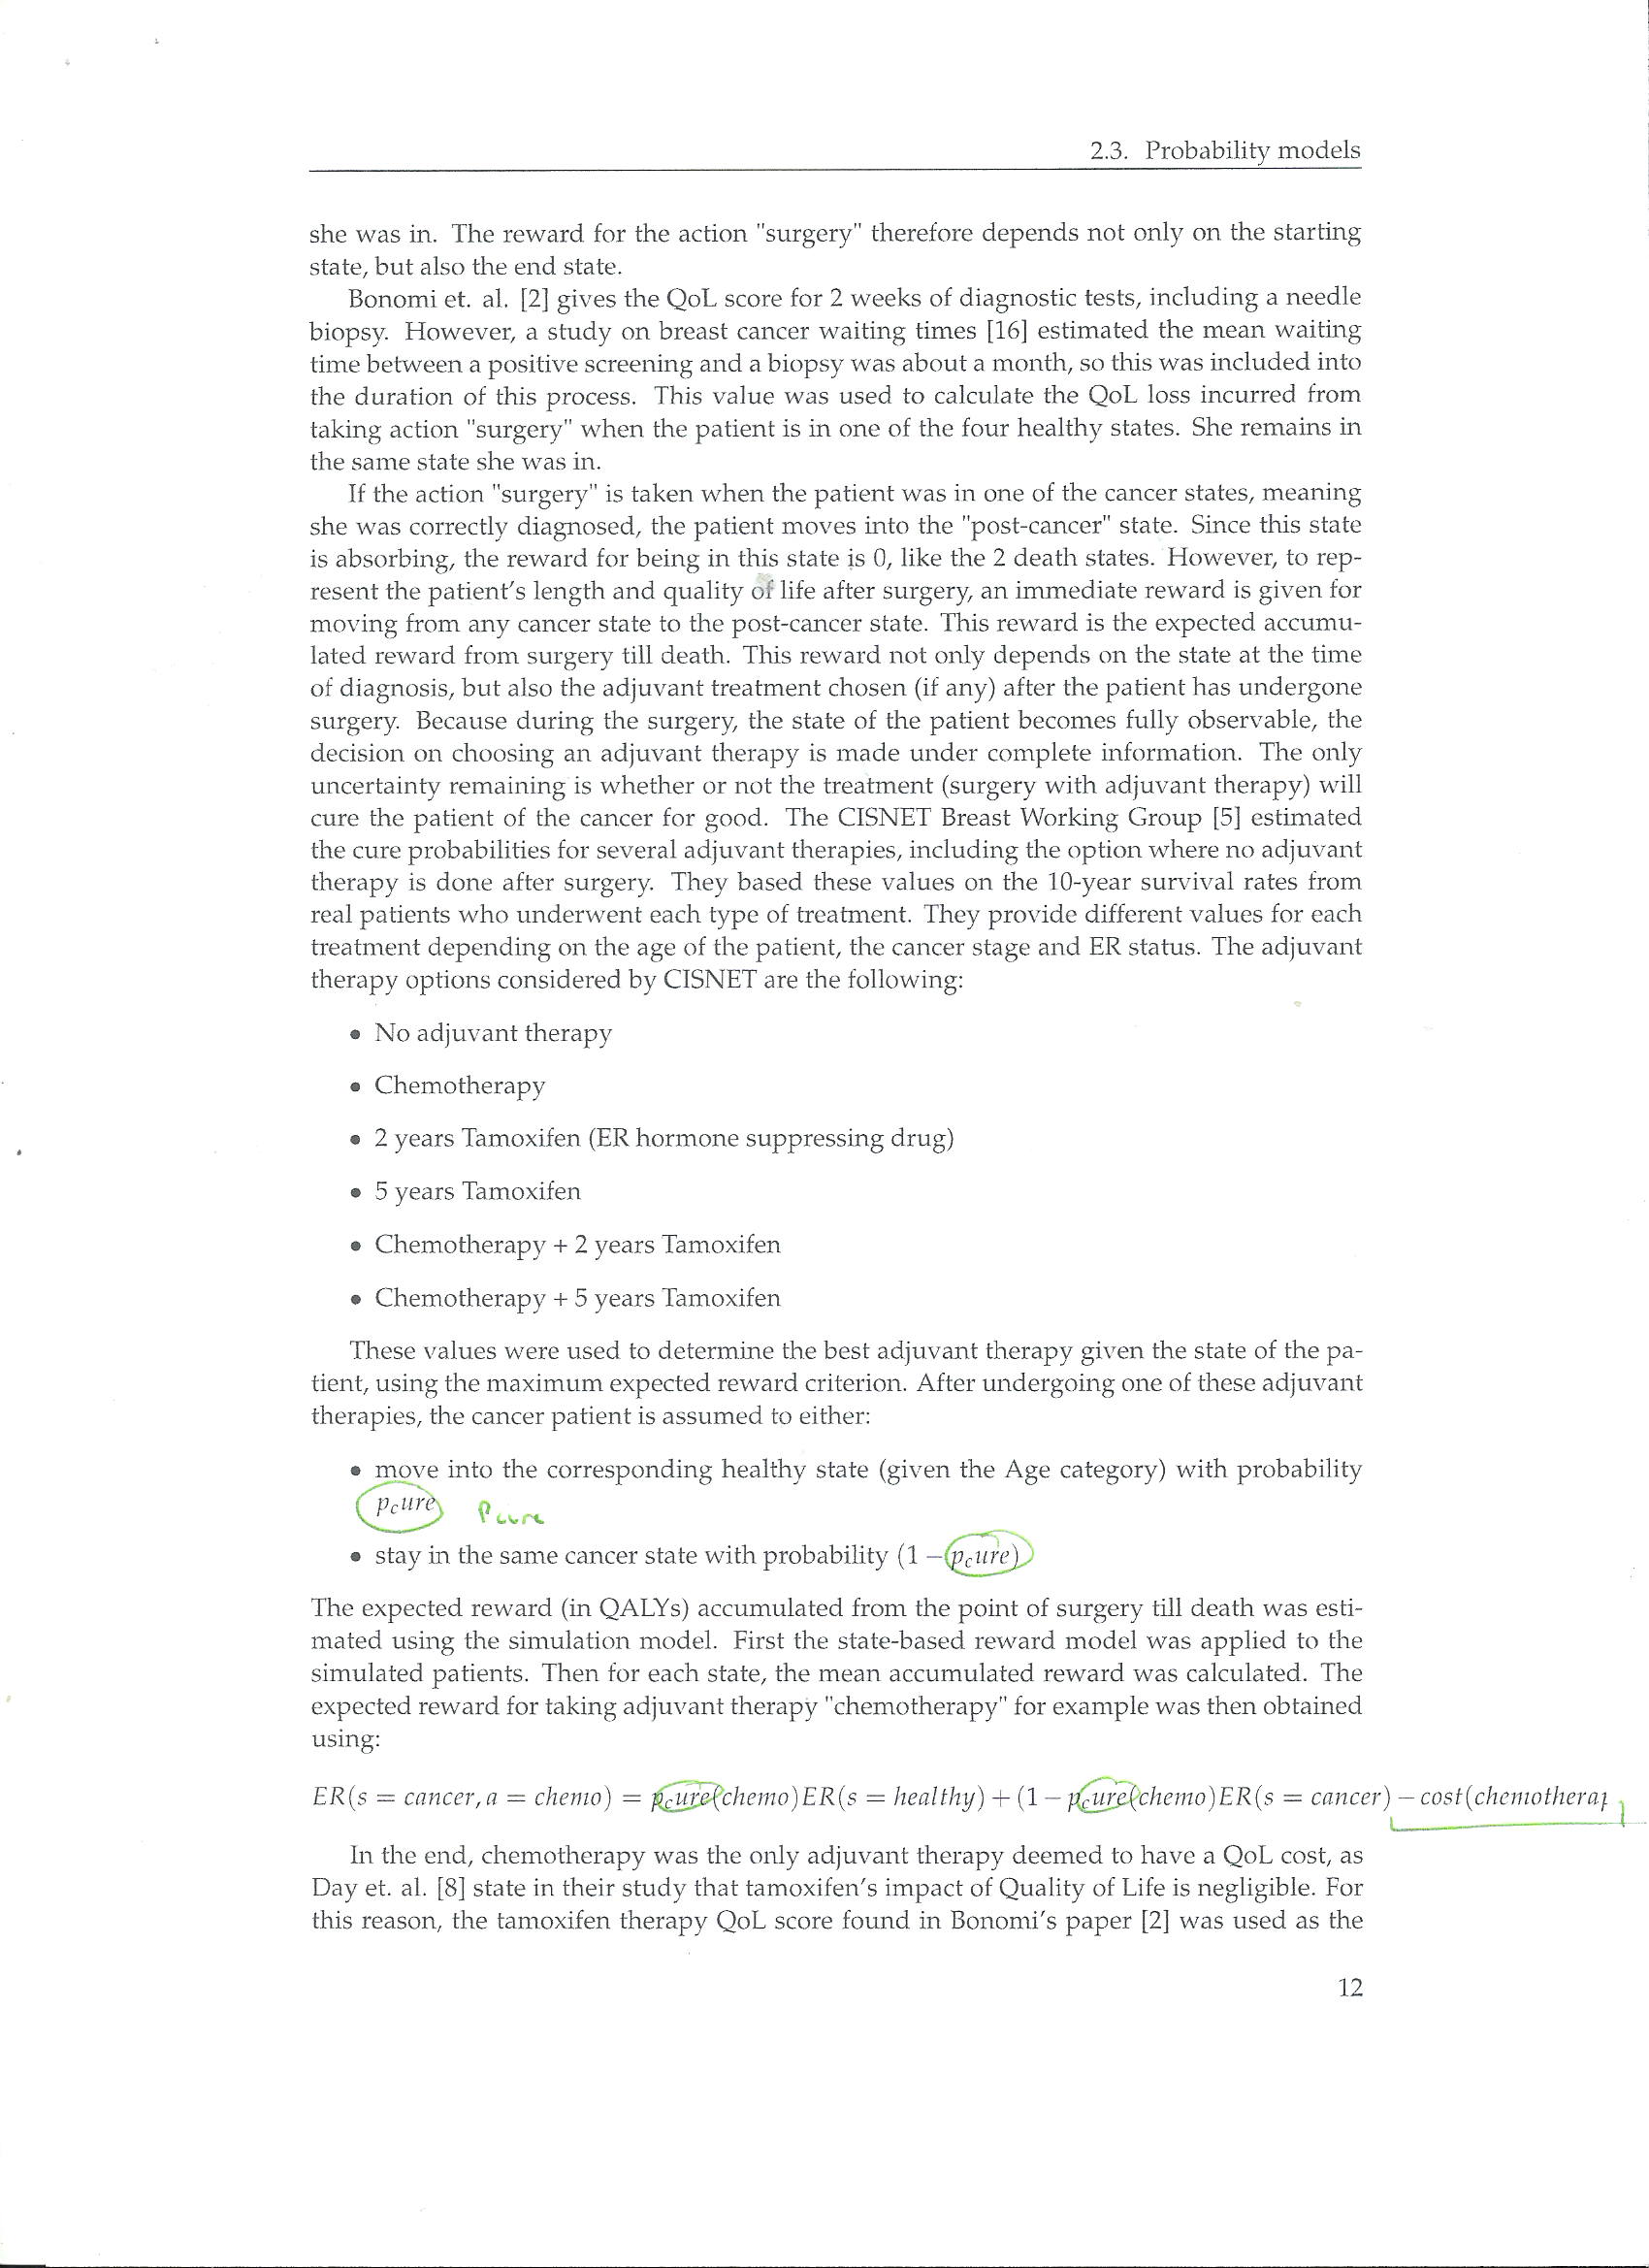 2.3. Probability models
she was in. The reward for the action "surgery" therefore depends not only on the starting
state, but also the end state.
Bonomi et. al. [2] gives the QoL score for 2 weeks of diagnostic tests, including a needle
biopsy. However, a study on breast cancer waiting times [16] estimated the mean waiting
time between a positive screening and a biopsy was about a month, so this was included into
the duration of this process. This value was used to calculate the QoL loss incurred from
taking action "surgery" when the patient is in one of the four healthy states. She remains in
the same state she was in.
If the action "surgery" is taken when the patient was in one of the cancer states, meaning
she was correctly diagnosed, the patient moves into the "post-cancer" state. Since this state
is absorbing, the reward for being in this state is 0, like the 2 death states. However, to rep-
resent the patient's length and quality of life after surgery, an immediate reward is given for
moving from any cancer state to the post-cancer state. This reward is the expected accumu-
lated reward from surgery till death. This reward not only depends on the state at the time
of diagnosis, but also the adjuvant treatment chosen (if any) after the patient has undergone
surgery. Because during the surgery, the state of the patient becomes fully observable, the
decision on choosing an adjuvant therapy is made under complete information. The only
uncertainty remaining is whether or not the treatment (surgery with adjuvant therapy) will
cure the patient of the cancer for good. The CISNET Breast Working Group [5] estimated
the cure probabilities for several adjuvant therapies, including the option where no adjuvant
therapy is done after surgery. They based these values on the 10-year survival rates from
real patients who underwent each type of treatment. They provide different values for each
treatment depending on the age of the patient, the cancer stage and ER status. The adjuvant
therapy options considered by CISNET are the following:
• No adjuvant therapy
• Chemotherapy
• 2 years Tamoxifen (ER hormone suppressing drug)
• 5 years Tamoxifen
• Chemotherapy + 2 years Tamoxifen
• Chemotherapy + 5 years Tamoxifen
These values were used to determine the best adjuvant therapy given the state of the pa-
tient, using the maximum expected reward criterion. After undergoing one of these adjuvant
therapies, the cancer patient is assumed to either:
• move into the corresponding healthy state (given the Age category) with probability
p_cure Pcure
• stay in the same cancer state with probability (1 − p_cure)
The expected reward (in QALYs) accumulated from the point of surgery till death was esti-
mated using the simulation model. First the state-based reward model was applied to the
simulated patients. Then for each state, the mean accumulated reward was calculated. The
expected reward for taking adjuvant therapy "chemotherapy" for example was then obtained
using:
ER(s = cancer, a = chemo) = p_cure(chemo)ER(s = healthy) + (1 − p_cure(chemo)ER(s = cancer) − cost(chemotherap
In the end, chemotherapy was the only adjuvant therapy deemed to have a QoL cost, as
Day et. al. [8] state in their study that tamoxifen's impact of Quality of Life is negligible. For
this reason, the tamoxifen therapy QoL score found in Bonomi's paper [2] was used as the
12